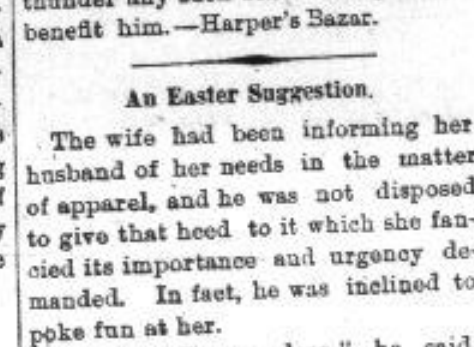 benefit him.—Harper's Bazar.
An Easter Suggestion.
The wife had been informing her
husband of her needs in the matter
of apparel, and he was not disposed
to give that heed to it which she fan-
cied its importance and urgency de-
manded. In fact, he was inclined to
poke fun at her.
he said